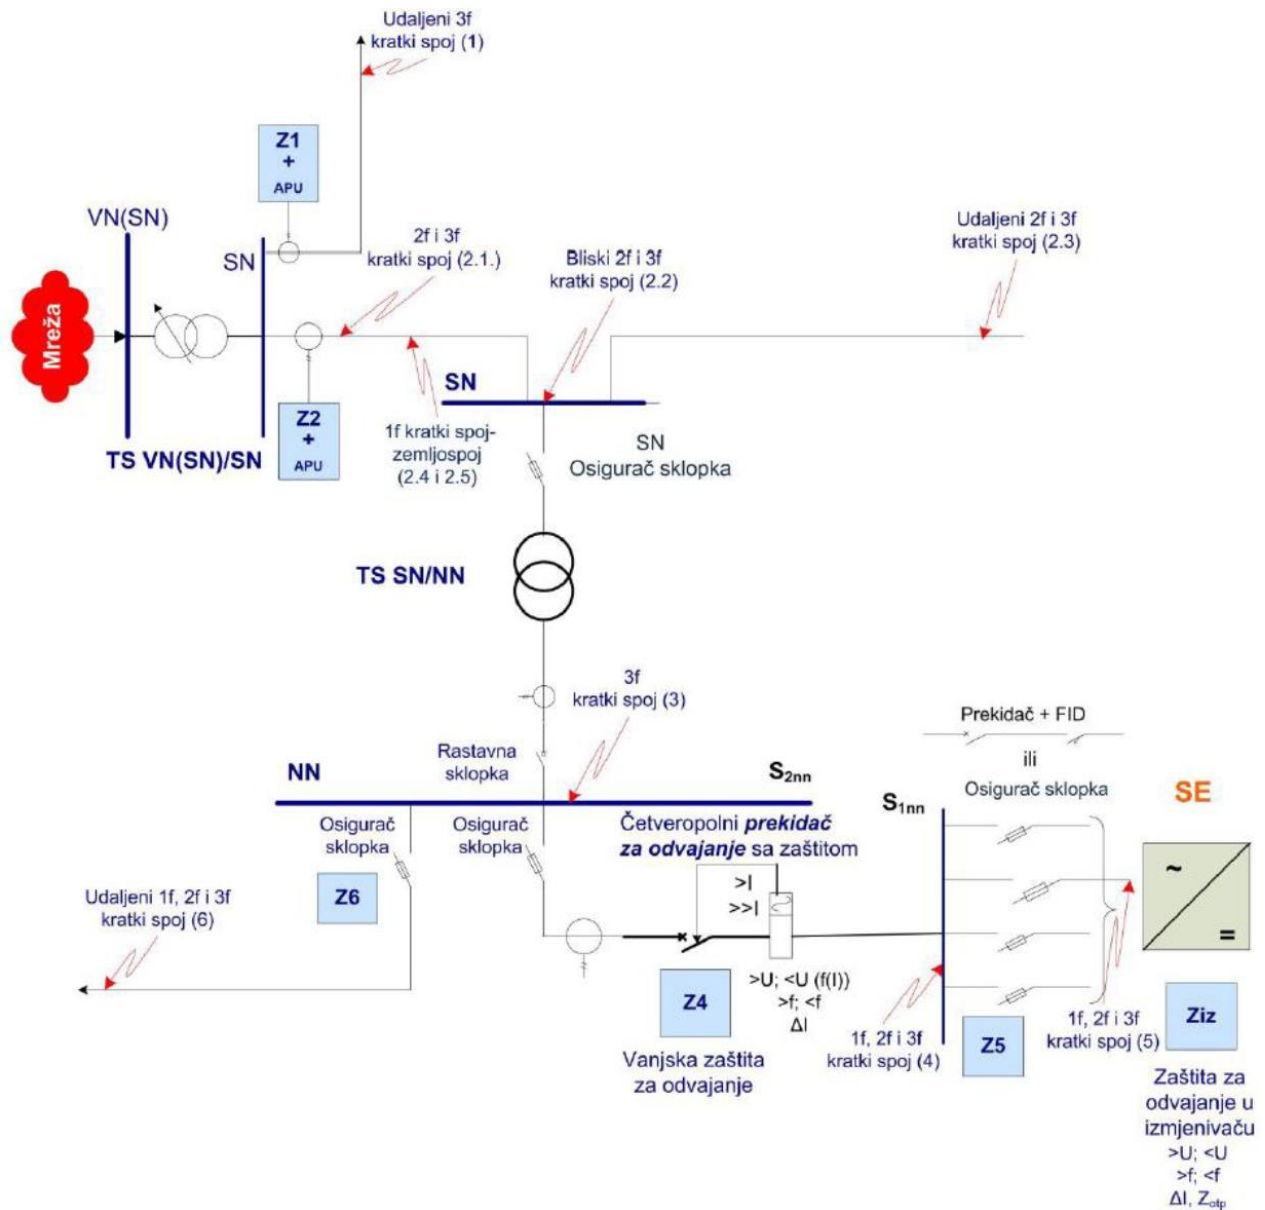 Udaljeni 3f
kratki spoj (1)
Z1
+
APU
VN(SN)
SN
2f i 3f
kratki spoj (2.1.)
Bliski 2f i 3f
kratki spoj (2.2)
Udaljeni 2f i 3f
kratki spoj (2.3)
Mreža
Z2
+
APU
TS VN(SN)/SN
SN
1f kratki spoj-
zemljospoj
(2.4 i 2.5)
SN
Osigurač sklopka
TS SN/NN
3f
kratki spoj (3)
Prekidač + FID
ili
Osigurač sklopka
Rastavna
sklopka
NN
S2nn
S1nn
SE
Osigurač
sklopka
Osigurač
sklopka
Četveropolni prekidač
za odvajanje sa zaštitom
>I
>>I
~
=
Z6
Udaljeni 1f, 2f i 3f
kratki spoj (6)
Z4
>U; <U (f(I))
>f; <f
ΔI
Vanjska zaštita
za odvajanje
1f, 2f i 3f
kratki spoj (4)
Z5
1f, 2f i 3f
kratki spoj (5)
Ziz
Zaštita za
odvajanje u
izmjenivaču
>U; <U
>f; <f
ΔI, Zotp